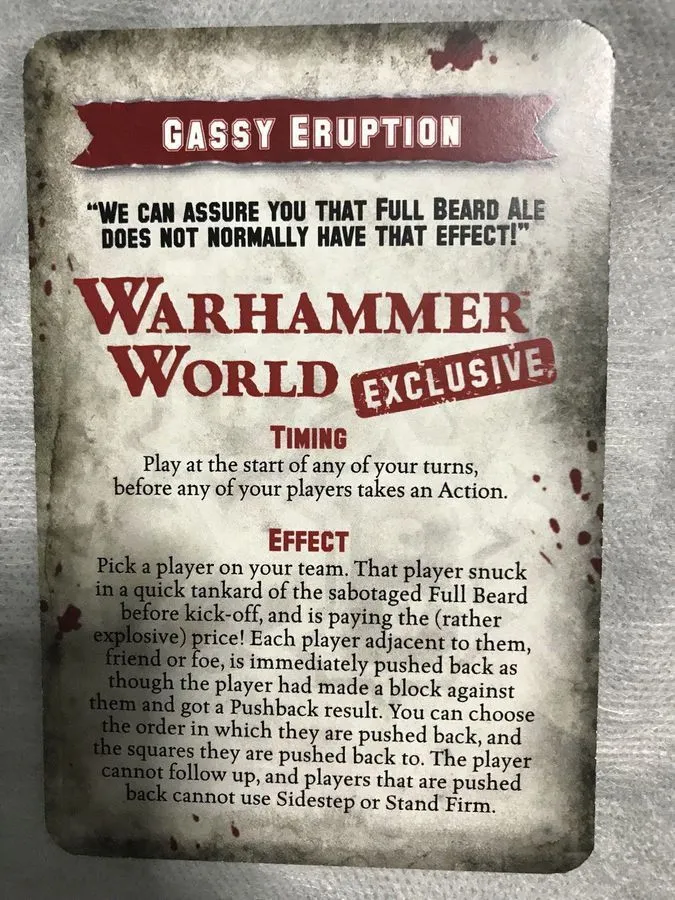 GASSY ERUPTION
"WE CAN ASSURE YOU THAT FULL BEARD ALE
DOES NOT NORMALLY HAVE THAT EFFECT!"
WARHAMMER™
WORLD EXCLUSIVE
TIMING
Play at the start of any of your turns,
before any of your players takes an Action.
EFFECT
Pick a player on your team. That player snuck
in a quick tankard of the sabotaged Full Beard
before kick-off, and is paying the (rather
explosive) price! Each player adjacent to them,
friend or foe, is immediately pushed back as
though the player had made a block against
them and got a Pushback result. You can choose
the order in which they are pushed back, and
the squares they are pushed back to. The player
cannot follow up, and players that are pushed
back cannot use Sidestep or Stand Firm.